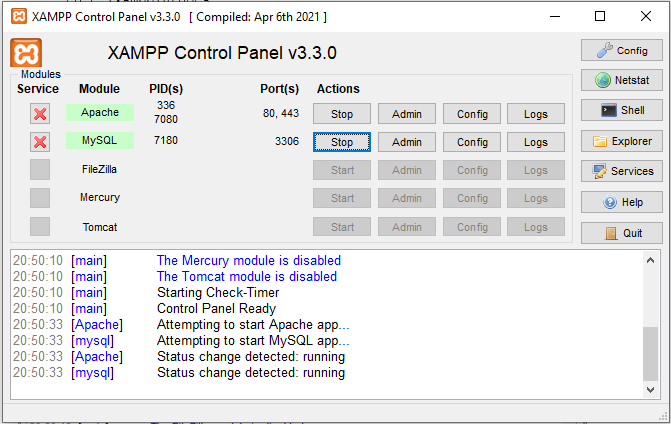 XAMPP Control Panel v3.3.0 [ Compiled: Apr 6th 2021 ]
XAMPP Control Panel v3.3.0
Config
Modules
Service Module PID(s) Port(s) Actions
Netstat
Apache 336 7080 80, 443 Stop Admin Config Logs
Shell
MySQL 7180 3306 Stop Admin Config Logs
Explorer
FileZilla Start Admin Config Logs
Services
Mercury Start Admin Config Logs
Help
Tomcat Start Admin Config Logs
Quit
20:50:10 [main] The Mercury module is disabled
20:50:10 [main] The Tomcat module is disabled
20:50:10 [main] Starting Check-Timer
20:50:10 [main] Control Panel Ready
20:50:33 [Apache] Attempting to start Apache app...
20:50:33 [mysql] Attempting to start MySQL app...
20:50:33 [Apache] Status change detected: running
20:50:33 [mysql] Status change detected: running